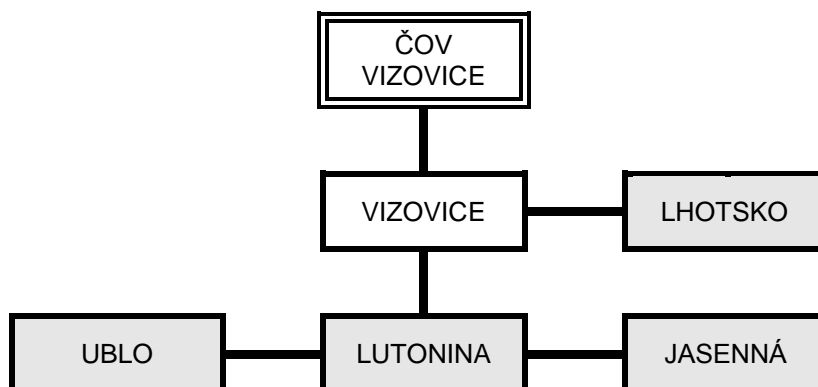 ČOV
VIZOVICE
VIZOVICE
LHOTSKO
UBLO
LUTONINA
JASENNÁ